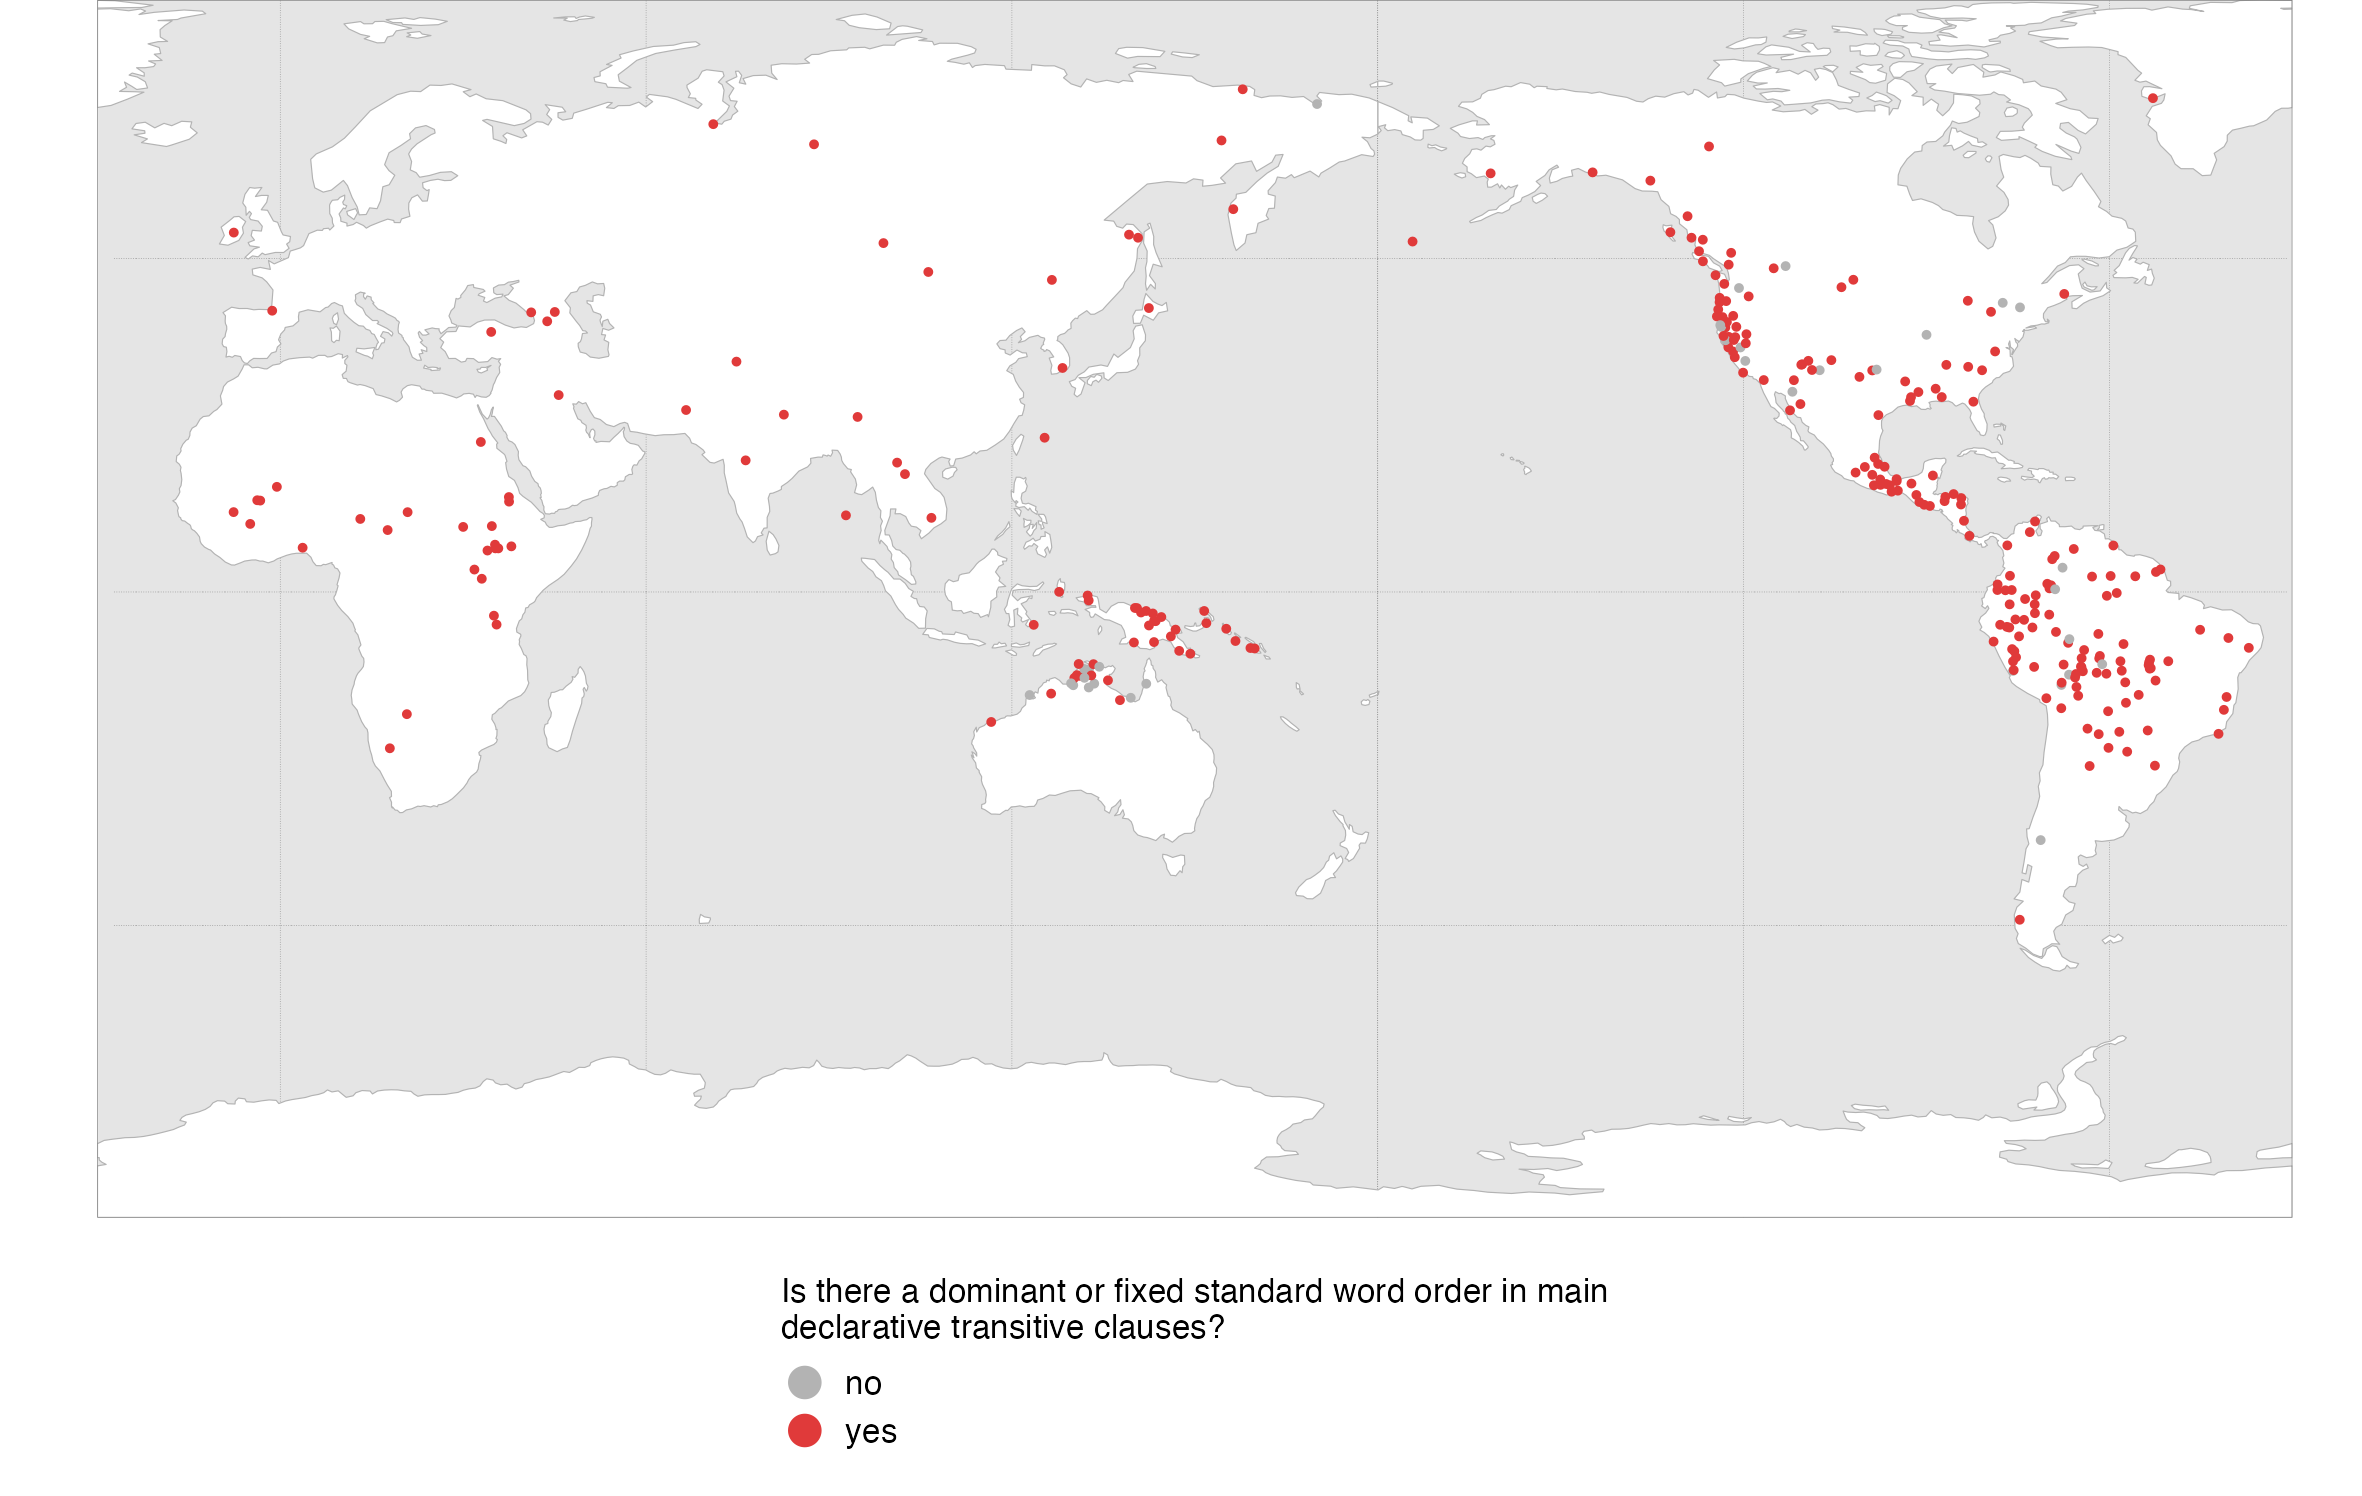 Is there a dominant or fixed standard word order in main
declarative transitive clauses?
no
yes